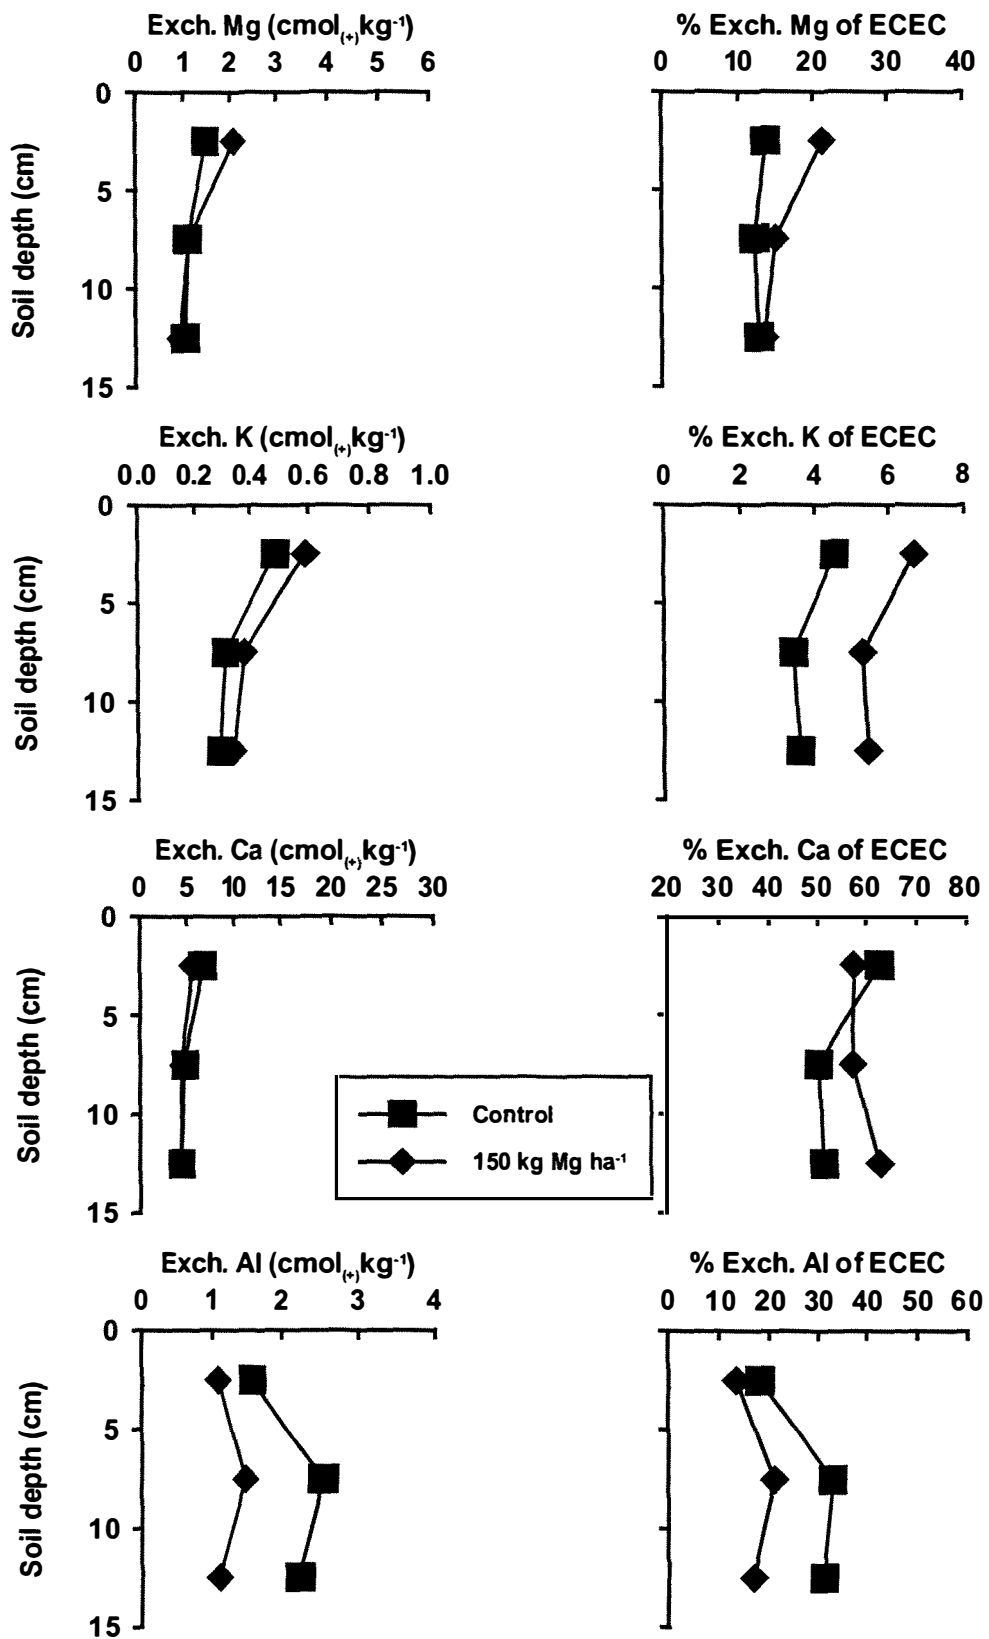 Exch. Mg (cmol(+)kg-1)
0 1 2 3 4 5 6
0
5
10
15
Soil depth (cm)
% Exch. Mg of ECEC
0 10 20 30 40
Exch. K (cmol(+)kg-1)
0.0 0.2 0.4 0.6 0.8 1.0
0
5
10
15
Soil depth (cm)
% Exch. K of ECEC
0 2 4 6 8
Exch. Ca (cmol(+)kg-1)
0 5 10 15 20 25 30
0
5
10
15
Soil depth (cm)
% Exch. Ca of ECEC
20 30 40 50 60 70 80
Control
150 kg Mg ha-1
Exch. Al (cmol(+)kg-1)
0 1 2 3 4
0
5
10
15
Soil depth (cm)
% Exch. Al of ECEC
0 10 20 30 40 50 60